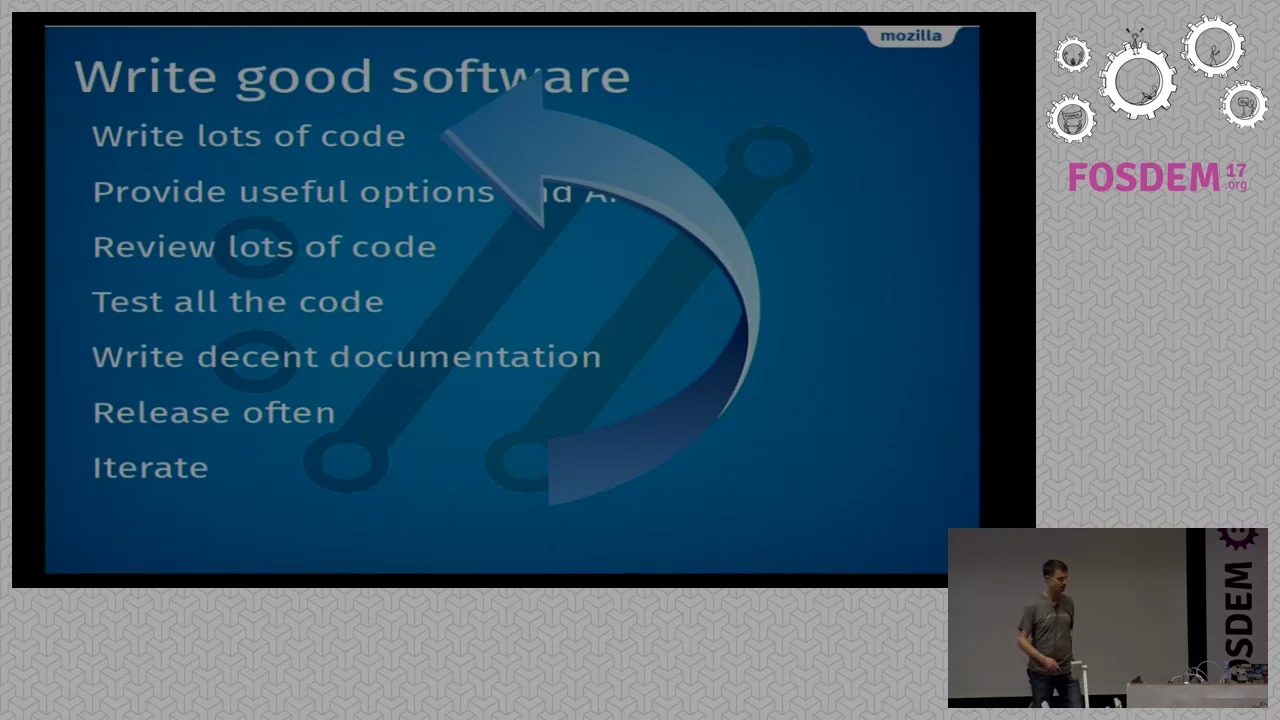 mozilla
Write good software
Write lots of code
Provide useful options
Review lots of code
Test all the code
Write decent documentation
Release often
Iterate
FOSDEM 17
.org
FOSDEM